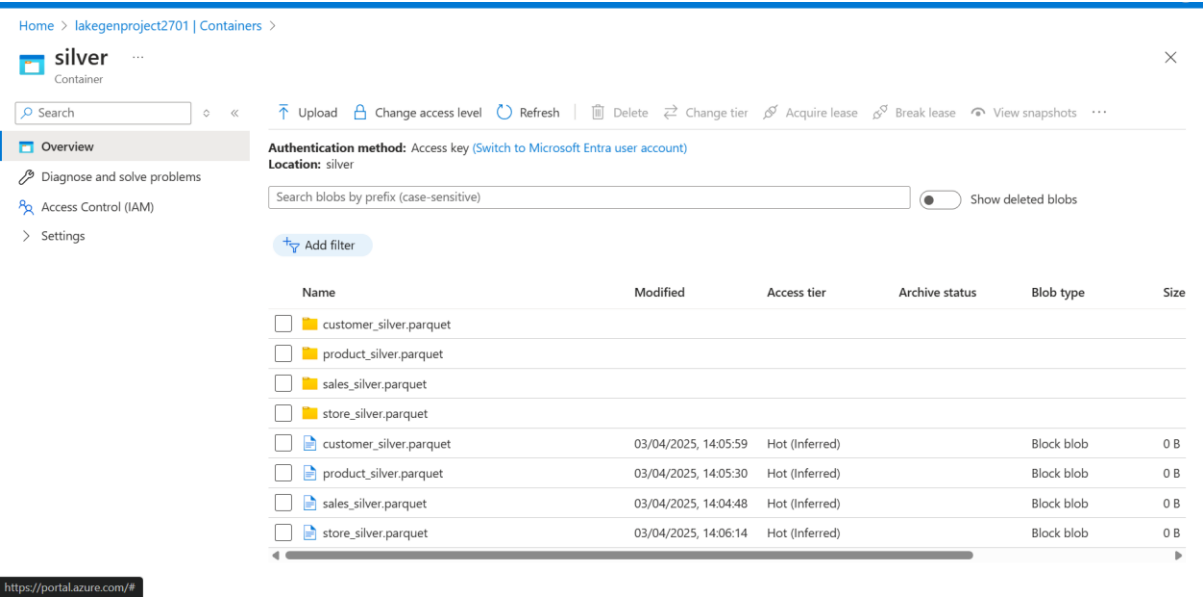 Home > lakegenproject2701 | Containers >
silver ...
Container
Search
Upload Change access level Refresh Delete Change tier Acquire lease Break lease View snapshots ...
Overview
Diagnose and solve problems
Access Control (IAM)
Settings
Authentication method: Access key (Switch to Microsoft Entra user account)
Location: silver
Search blobs by prefix (case-sensitive) Show deleted blobs
Add filter
Name Modified Access tier Archive status Blob type Size
customer_silver.parquet
product_silver.parquet
sales_silver.parquet
store_silver.parquet
customer_silver.parquet 03/04/2025, 14:05:59 Hot (Inferred) Block blob 0 B
product_silver.parquet 03/04/2025, 14:05:30 Hot (Inferred) Block blob 0 B
sales_silver.parquet 03/04/2025, 14:04:48 Hot (Inferred) Block blob 0 B
store_silver.parquet 03/04/2025, 14:06:14 Hot (Inferred) Block blob 0 B
https://portal.azure.com/#